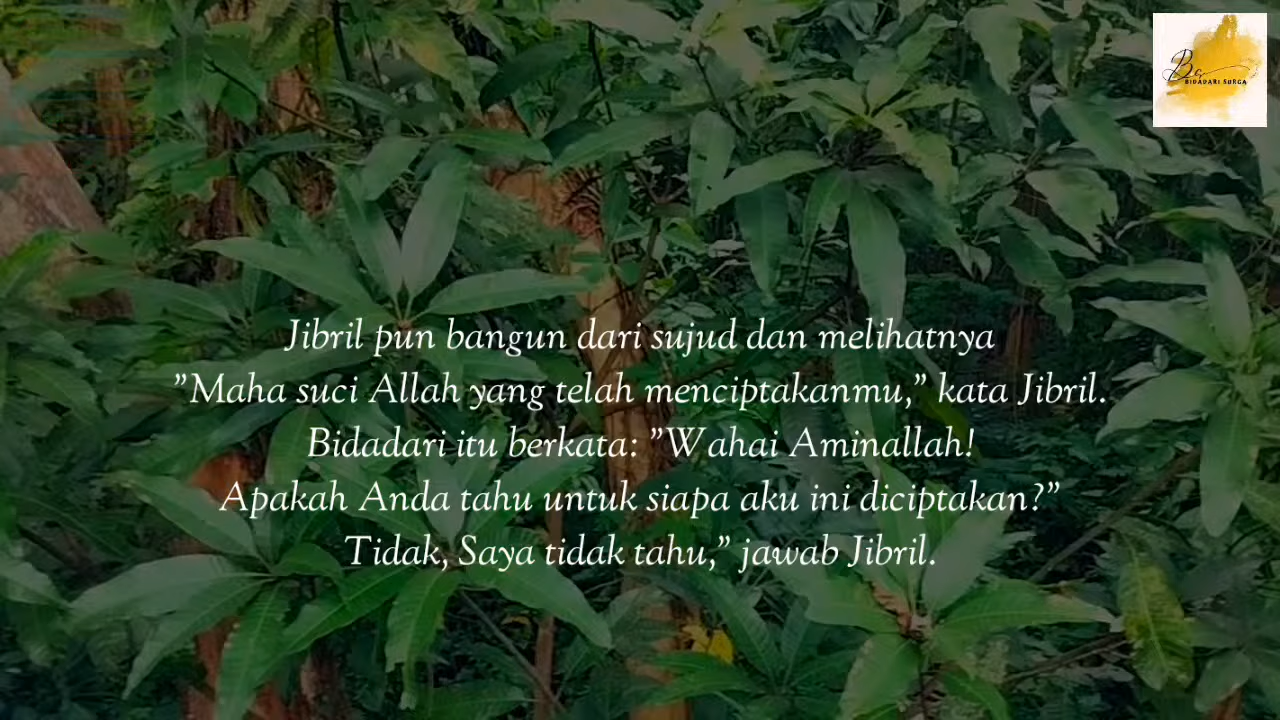 Bs
BIDADARI SURGA
Jibril pun bangun dari sujud dan melihatnya
”Maha suci Allah yang telah menciptakanmu,” kata Jibril.
Bidadari itu berkata: ”Wahai Aminallah!
Apakah Anda tahu untuk siapa aku ini diciptakan?”
Tidak, Saya tidak tahu,” jawab Jibril.